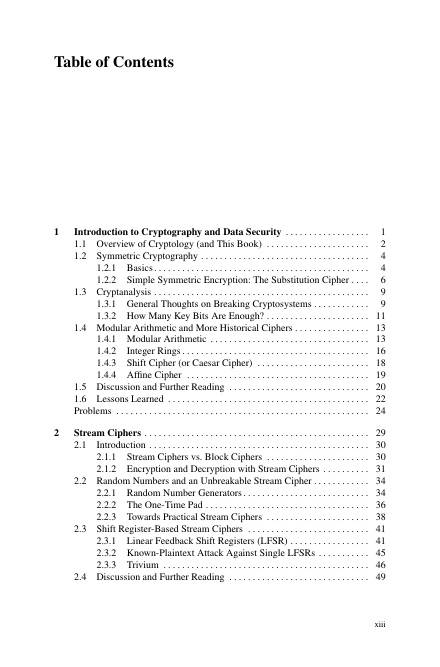 Table of Contents
1 Introduction to Cryptography and Data Security . . . . . . . . . . . . . . . . . 1
1.1 Overview of Cryptology (and This Book) . . . . . . . . . . . . . . . . . . . . . 2
1.2 Symmetric Cryptography . . . . . . . . . . . . . . . . . . . . . . . . . . . . . . . . . . 4
1.2.1 Basics . . . . . . . . . . . . . . . . . . . . . . . . . . . . . . . . . . . . . . . . . . . 4
1.2.2 Simple Symmetric Encryption: The Substitution Cipher . . . . 6
1.3 Cryptanalysis . . . . . . . . . . . . . . . . . . . . . . . . . . . . . . . . . . . . . . . . . . . 9
1.3.1 General Thoughts on Breaking Cryptosystems . . . . . . . . . . . 9
1.3.2 How Many Key Bits Are Enough? . . . . . . . . . . . . . . . . . . . . . 11
1.4 Modular Arithmetic and More Historical Ciphers . . . . . . . . . . . . . . . 13
1.4.1 Modular Arithmetic . . . . . . . . . . . . . . . . . . . . . . . . . . . . . . . . 13
1.4.2 Integer Rings . . . . . . . . . . . . . . . . . . . . . . . . . . . . . . . . . . . . . . 16
1.4.3 Shift Cipher (or Caesar Cipher) . . . . . . . . . . . . . . . . . . . . . . . 18
1.4.4 Affine Cipher . . . . . . . . . . . . . . . . . . . . . . . . . . . . . . . . . . . . . 19
1.5 Discussion and Further Reading . . . . . . . . . . . . . . . . . . . . . . . . . . . . 20
1.6 Lessons Learned . . . . . . . . . . . . . . . . . . . . . . . . . . . . . . . . . . . . . . . . 22
Problems . . . . . . . . . . . . . . . . . . . . . . . . . . . . . . . . . . . . . . . . . . . . . . . . . . 24
2 Stream Ciphers . . . . . . . . . . . . . . . . . . . . . . . . . . . . . . . . . . . . . . . . . . . . . 29
2.1 Introduction . . . . . . . . . . . . . . . . . . . . . . . . . . . . . . . . . . . . . . . . . . . . 30
2.1.1 Stream Ciphers vs. Block Ciphers . . . . . . . . . . . . . . . . . . . . . 30
2.1.2 Encryption and Decryption with Stream Ciphers . . . . . . . . . . 31
2.2 Random Numbers and an Unbreakable Stream Cipher . . . . . . . . . . . 34
2.2.1 Random Number Generators . . . . . . . . . . . . . . . . . . . . . . . . . 34
2.2.2 The One-Time Pad . . . . . . . . . . . . . . . . . . . . . . . . . . . . . . . . . 36
2.2.3 Towards Practical Stream Ciphers . . . . . . . . . . . . . . . . . . . . . 38
2.3 Shift Register-Based Stream Ciphers . . . . . . . . . . . . . . . . . . . . . . . . 41
2.3.1 Linear Feedback Shift Registers (LFSR) . . . . . . . . . . . . . . . . 41
2.3.2 Known-Plaintext Attack Against Single LFSRs . . . . . . . . . . . 45
2.3.3 Trivium . . . . . . . . . . . . . . . . . . . . . . . . . . . . . . . . . . . . . . . . . . 46
2.4 Discussion and Further Reading . . . . . . . . . . . . . . . . . . . . . . . . . . . . 49
xiii